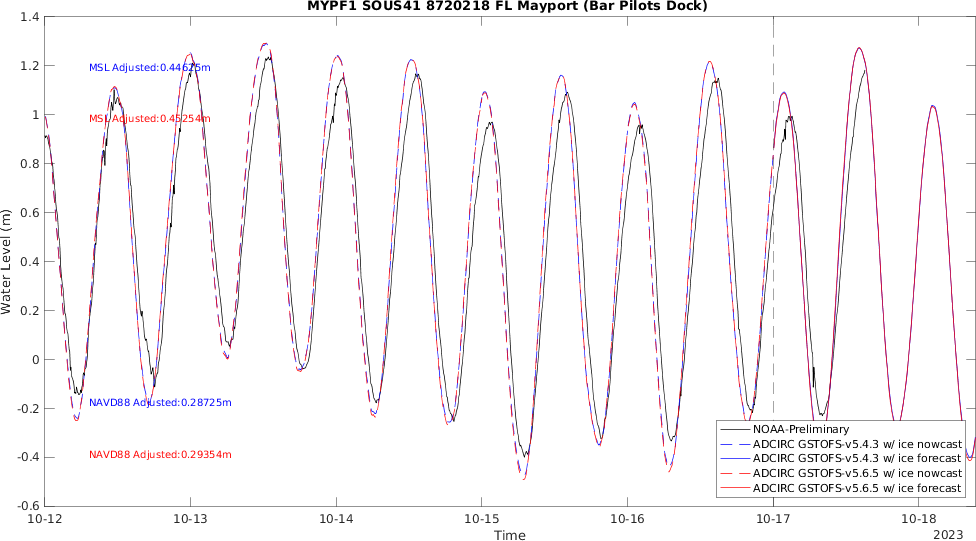 MYPF1 SOUS41 8720218 FL Mayport (Bar Pilots Dock)
1.4
1.2
1
0.8
0.6
0.4
0.2
0
-0.2
-0.4
-0.6
Water Level (m)
MSL Adjusted:0.44625m
MSL Adjusted:0.45254m
NAVD88 Adjusted:0.28725m
NAVD88 Adjusted:0.29354m
NOAA-Preliminary
ADCIRC GSTOFS-v5.4.3 w/ ice nowcast
ADCIRC GSTOFS-v5.4.3 w/ ice forecast
ADCIRC GSTOFS-v5.6.5 w/ ice nowcast
ADCIRC GSTOFS-v5.6.5 w/ ice forecast
10-12 10-13 10-14 10-15 10-16 10-17 10-18
Time
2023